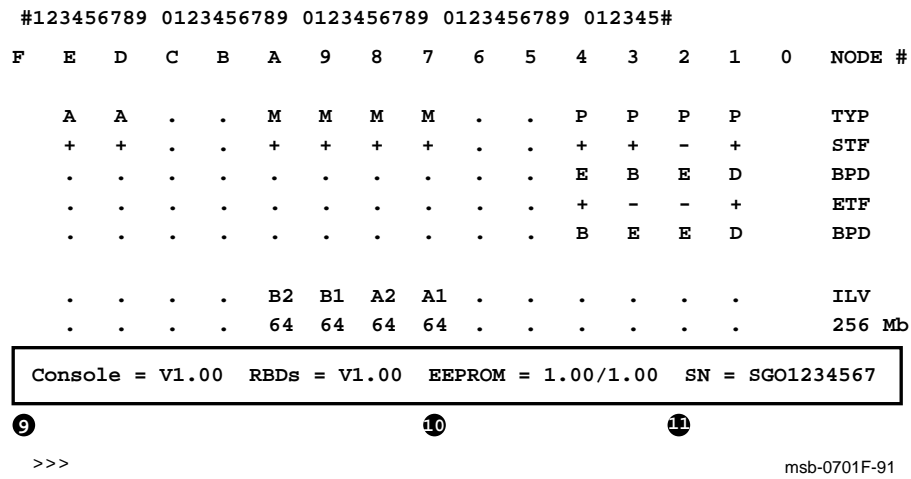 #123456789 0123456789 0123456789 0123456789 012345#
F E D C B A 9 8 7 6 5 4 3 2 1 0 NODE #
A A . . M M M M . . P P P P TYP
+ + . . + + + + . . + + - + STF
. . . . . . . . . . E B E D BPD
. . . . . . . . . . + - - + ETF
. . . . . . . . . . B E E D BPD
. . . . B2 B1 A2 A1 . . . . . . ILV
. . . . 64 64 64 64 . . . . . . 256 Mb
Console = V1.00 RBDs = V1.00 EEPROM = 1.00/1.00 SN = SGO1234567
9 10 11
>>>
msb-0701F-91